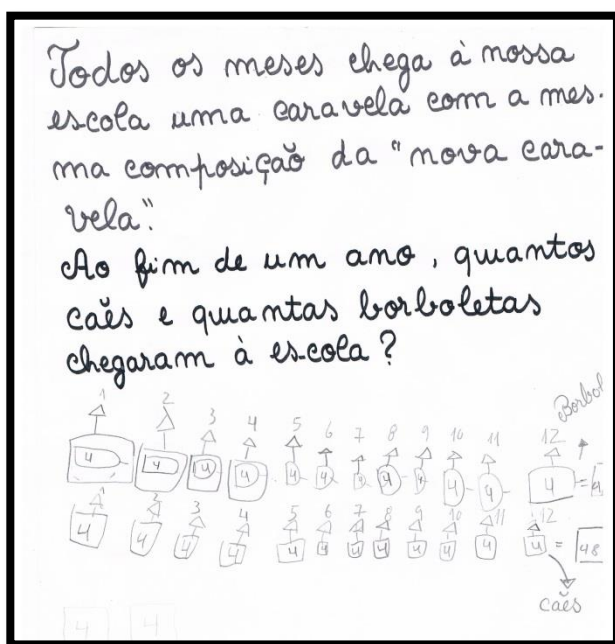 Todos os meses chega à nossa
escola uma caravela com a mes-
ma composição da "nova cara-
vela".
Ao fim de um ano, quantos
cães e quantas borboletas
chegaram à escola?
Borbol
1 2 3 4 5 6 7 8 9 10 11 12
4 4 4 4 4 4 4 4 4 4 4 4 =
1 2 3 4 5 6 7 8 9 10 11 12
4 4 4 4 4 4 4 4 4 4 4 4 = 48
cães
4 4